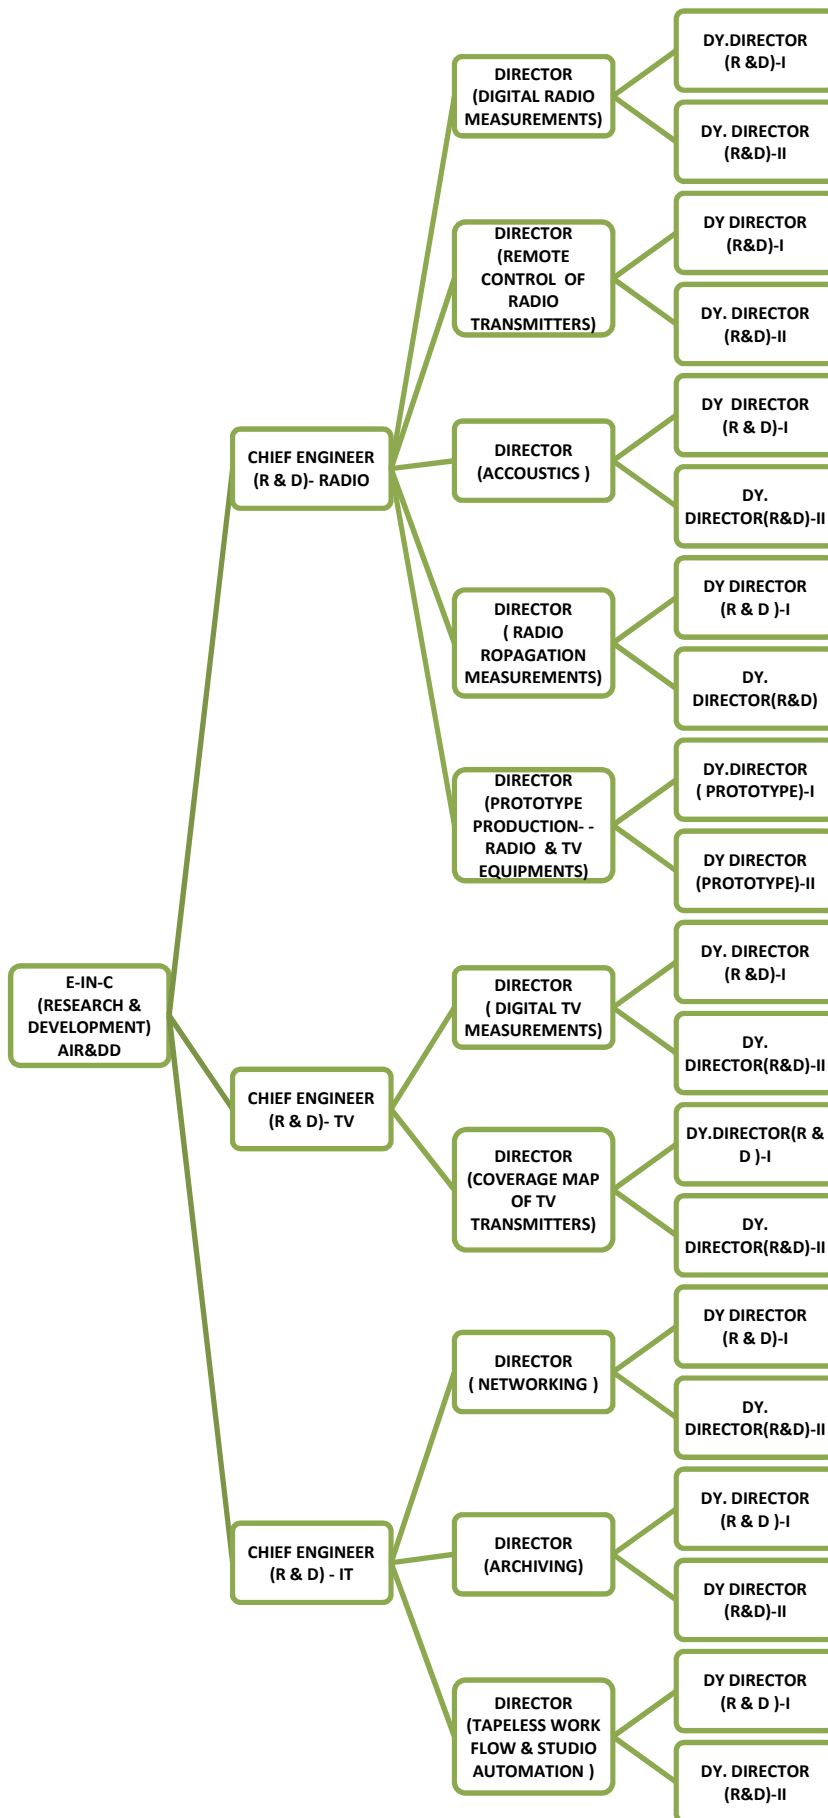 E-IN-C
(RESEARCH &
DEVELOPMENT)
AIR&DD
CHIEF ENGINEER
(R & D)- RADIO
DIRECTOR
(DIGITAL RADIO
MEASUREMENTS)
DY.DIRECTOR
(R &D)-I
DY. DIRECTOR
(R&D)-II
DIRECTOR
(REMOTE
CONTROL OF
RADIO
TRANSMITTERS)
DY DIRECTOR
(R&D)-I
DY. DIRECTOR
(R&D)-II
DIRECTOR
(ACCOUSTICS )
DY DIRECTOR
(R & D)-I
DY.
DIRECTOR(R&D)-II
DIRECTOR
( RADIO
ROPAGATION
MEASUREMENTS)
DY DIRECTOR
(R & D )-I
DY.
DIRECTOR(R&D)
DIRECTOR
(PROTOTYPE
PRODUCTION- -
RADIO & TV
EQUIPMENTS)
DY.DIRECTOR
( PROTOTYPE)-I
DY DIRECTOR
(PROTOTYPE)-II
CHIEF ENGINEER
(R & D)- TV
DIRECTOR
( DIGITAL TV
MEASUREMENTS)
DY. DIRECTOR
(R &D)-I
DY.
DIRECTOR(R&D)-II
DIRECTOR
(COVERAGE MAP
OF TV
TRANSMITTERS)
DY.DIRECTOR(R &
D )-I
DY.
DIRECTOR(R&D)-II
CHIEF ENGINEER
(R & D) - IT
DIRECTOR
( NETWORKING )
DY DIRECTOR
(R & D)-I
DY.
DIRECTOR(R&D)-II
DIRECTOR
(ARCHIVING)
DY. DIRECTOR
(R & D )-I
DY DIRECTOR
(R&D)-II
DIRECTOR
(TAPELESS WORK
FLOW & STUDIO
AUTOMATION )
DY DIRECTOR
(R & D )-I
DY. DIRECTOR
(R&D)-II